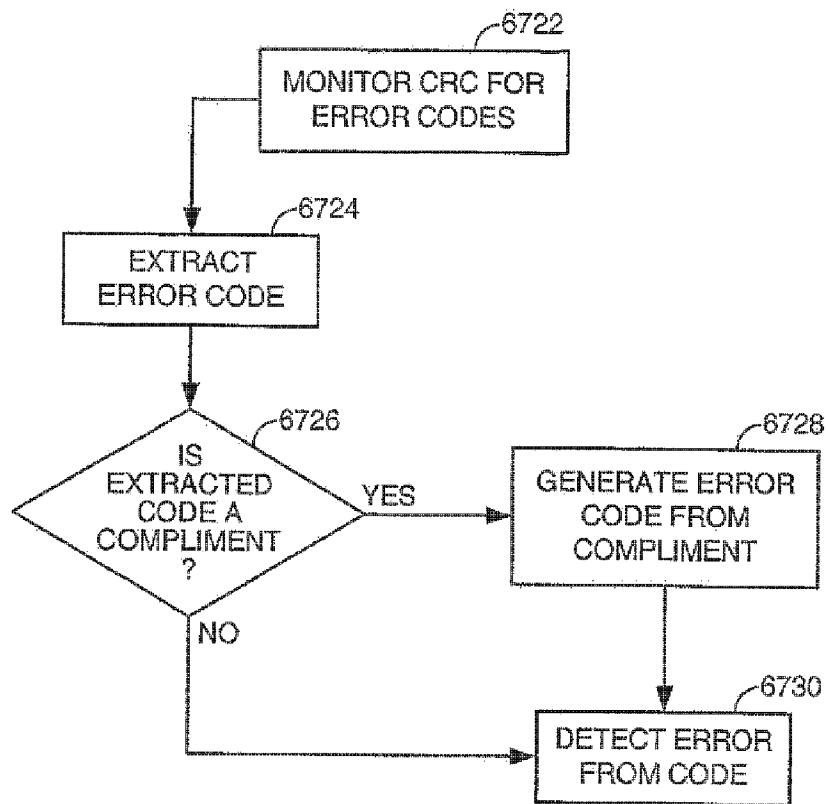 6722
MONITOR CRC FOR
ERROR CODES
6724
EXTRACT
ERROR CODE
6726
IS
EXTRACTED
CODE A
COMPLIMENT
?
YES
6728
GENERATE ERROR
CODE FROM
COMPLIMENT
NO
6730
DETECT ERROR
FROM CODE